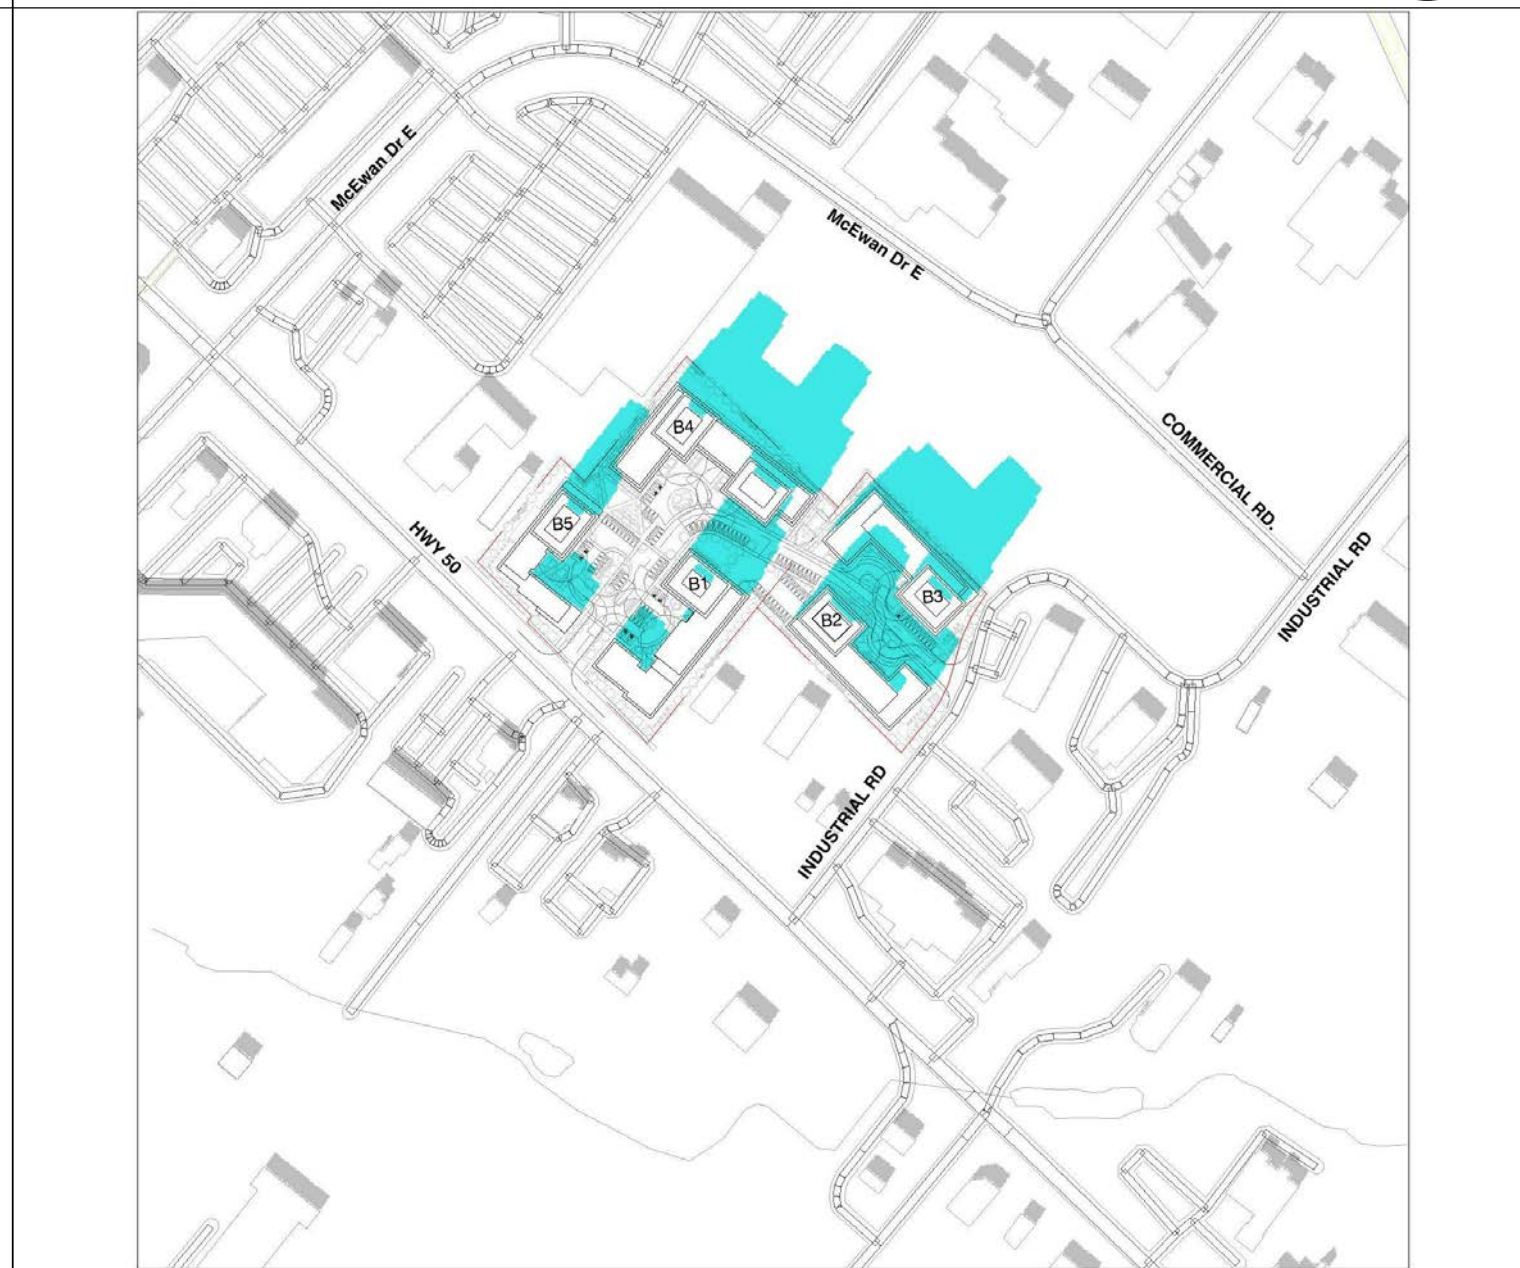 McEwan Dr E
McEwan Dr E
COMMERCIAL RD.
B4
HWY 50
B5
INDUSTRIAL RD
B1
B3
B2
INDUSTRIAL RD